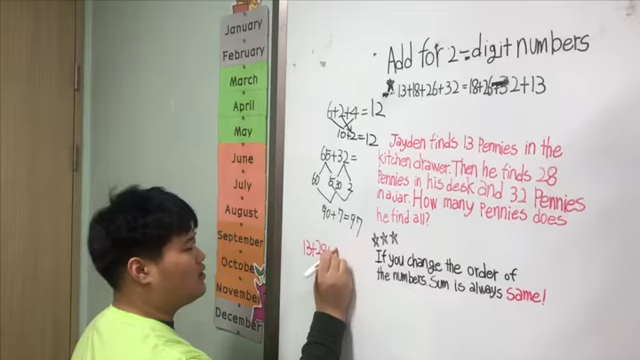 January
February
March
April
May
June
July
August
September
October
November
December
Add for 2-digit numbers
13+18+26+32=18+26+32+13
6+2+4=12
10+2=12
65+32=
60 5 30 2
90+7=97
13+28+
Jayden finds 13 Pennies in the
kitchen drawer. Then he finds 28
Pennies in his desk and 32 Pennies
in a jar. How many Pennies does
he find all?
If you change the order of
the numbers. Sum is always same!